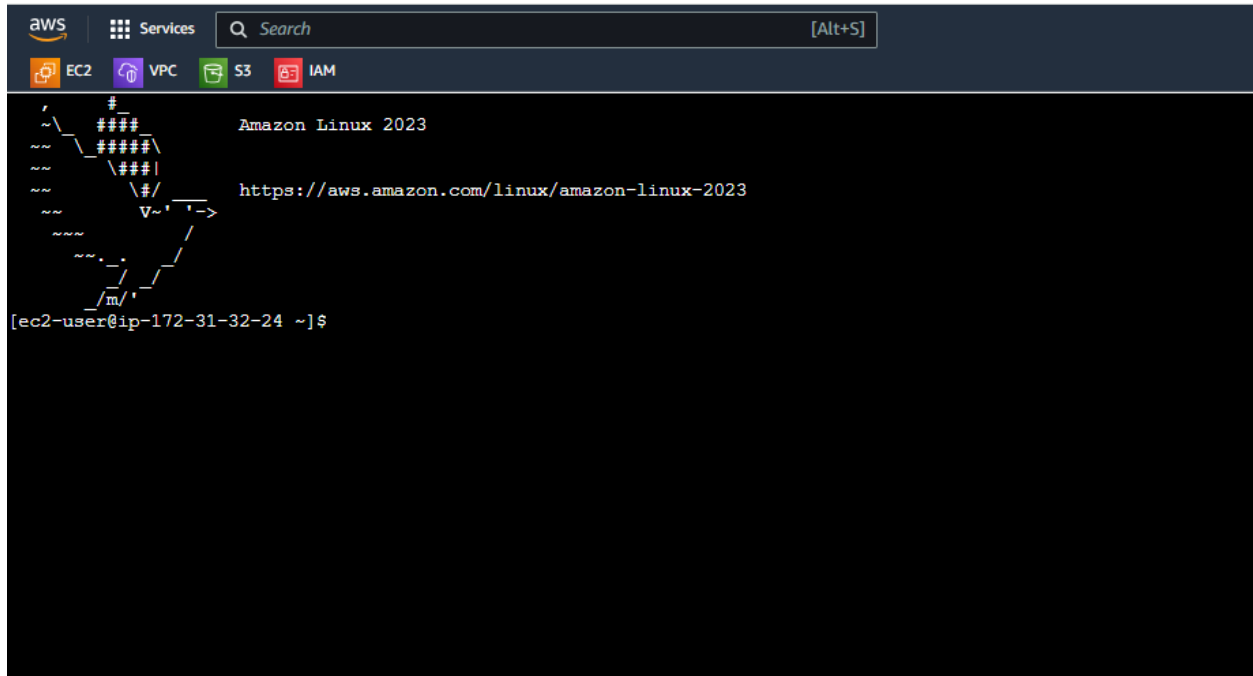 aws Services Search [Alt+S]
EC2 VPC S3 IAM
   ,     #_
   ~\_  ####_        Amazon Linux 2023
  ~~  \_#####\
  ~~     \###|
  ~~       \#/ ___   https://aws.amazon.com/linux/amazon-linux-2023
   ~~       V~' '->
    ~~~         /
      ~~._.   _/
         _/ _/
       _/m/'
[ec2-user@ip-172-31-32-24 ~]$